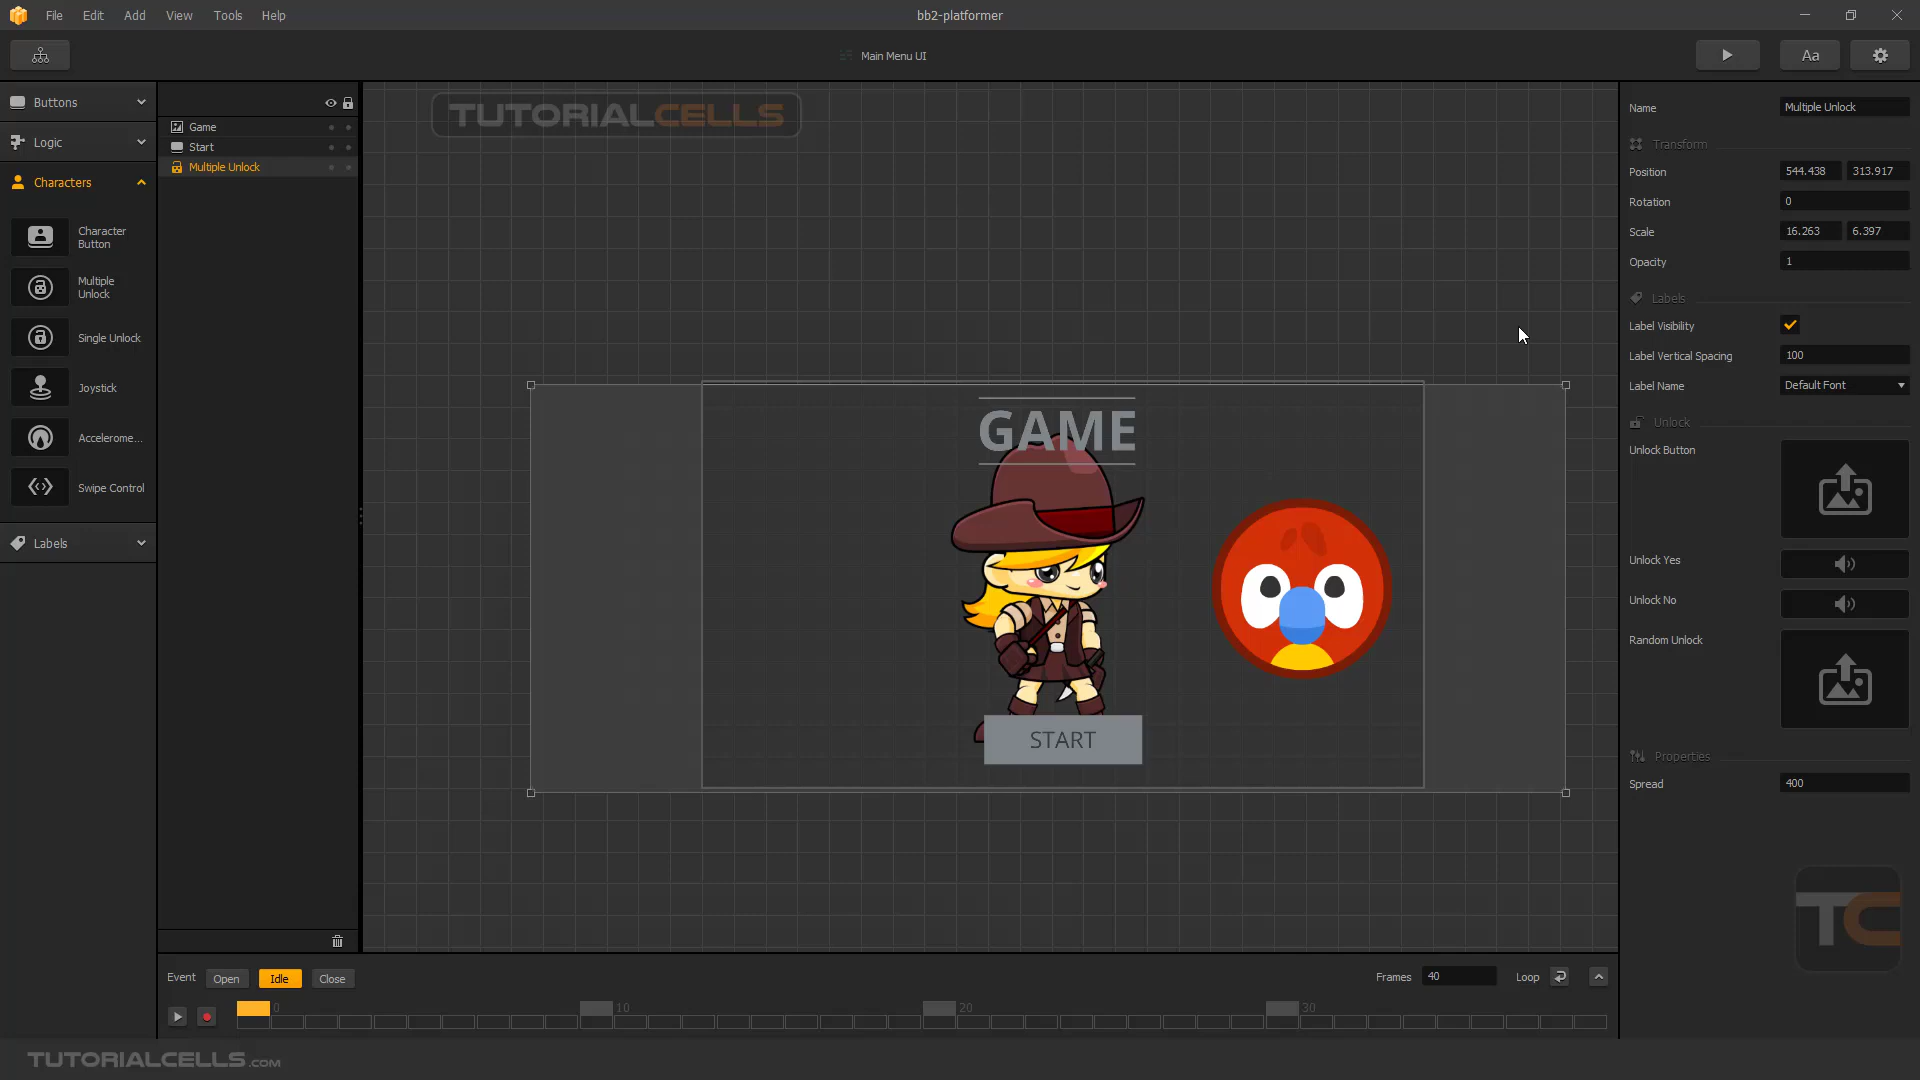 File Edit Add View Tools Help
bb2-platformer
Main Menu UI
Aa
Buttons
Logic
Characters
Character
Button
Multiple
Unlock
Single Unlock
Joystick
Accelerome...
Swipe Control
Labels
Game
Start
Multiple Unlock
TUTORIALCELLS
GAME
START
Name Multiple Unlock
Transform
Position 544.438 313.917
Rotation 0
Scale 16.263 6.397
Opacity 1
Labels
Label Visibility
Label Vertical Spacing 100
Label Name Default Font
Unlock
Unlock Button
Unlock Yes
Unlock No
Random Unlock
Properties
Spread 400
TC
Event Open Idle Close
Frames 40 Loop
0 10 20 30
TUTORIALCELLS.COM